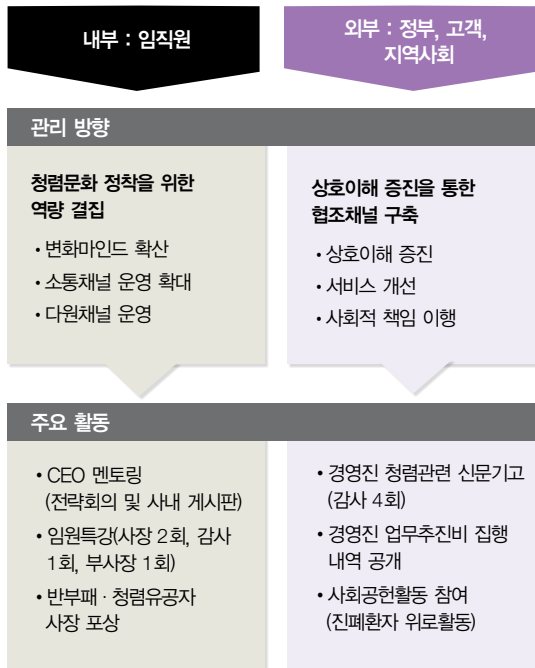 내부 : 임직원
외부 : 정부, 고객,
지역사회
관리 방향
청렴문화 정착을 위한
역량 결집
• 변화마인드 확산
• 소통채널 운영 확대
• 다원채널 운영
상호이해 증진을 통한
협조채널 구축
• 상호이해 증진
• 서비스 개선
• 사회적 책임 이행
주요 활동
• CEO 멘토링
(전략회의 및 사내 게시판)
• 임원특강(사장 2회, 감사
1회, 부사장 1회)
• 반부패 · 청렴유공자
사장 포상
• 경영진 청렴관련 신문기고
(감사 4회)
• 경영진 업무추진비 집행
내역 공개
• 사회공헌활동 참여
(진폐환자 위로활동)